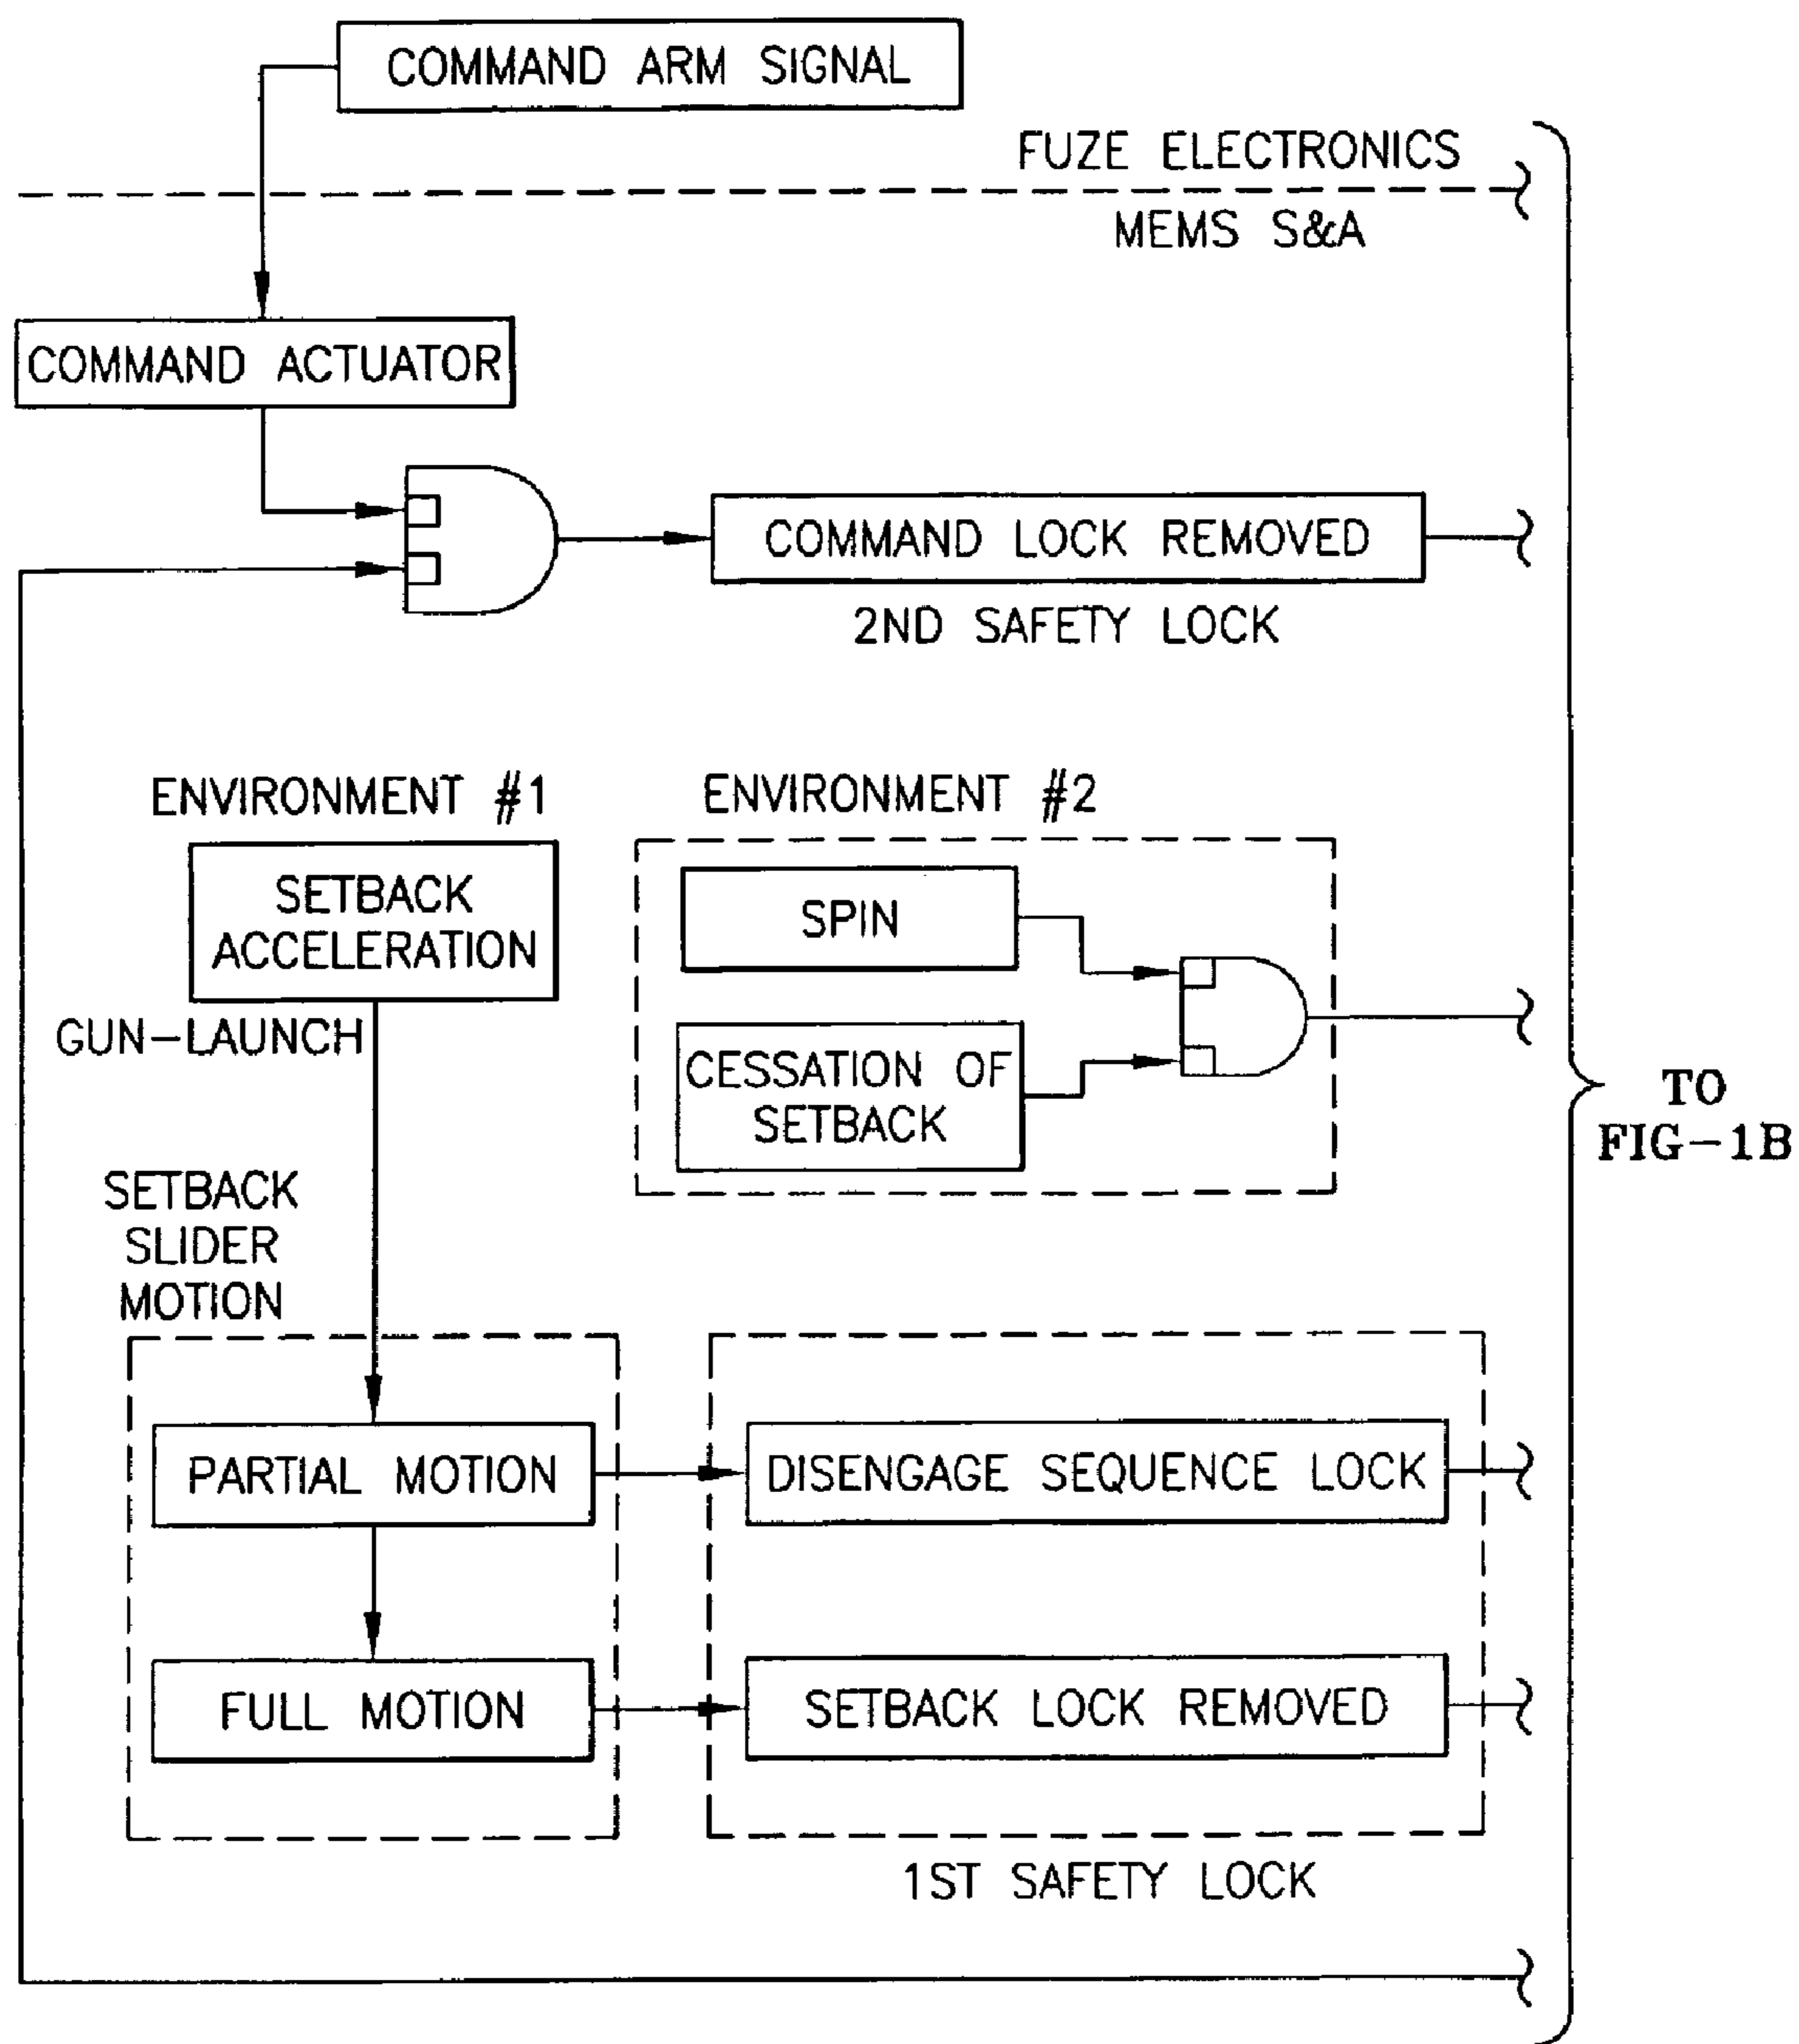 COMMAND ARM SIGNAL
FUZE ELECTRONICS
MEMS S&A
COMMAND ACTUATOR
COMMAND LOCK REMOVED
2ND SAFETY LOCK
ENVIRONMENT #1
ENVIRONMENT #2
SETBACK
ACCELERATION
SPIN
GUN-LAUNCH
CESSATION OF
SETBACK
TO
FIG-1B
SETBACK
SLIDER
MOTION
PARTIAL MOTION
DISENGAGE SEQUENCE LOCK
FULL MOTION
SETBACK LOCK REMOVED
1ST SAFETY LOCK